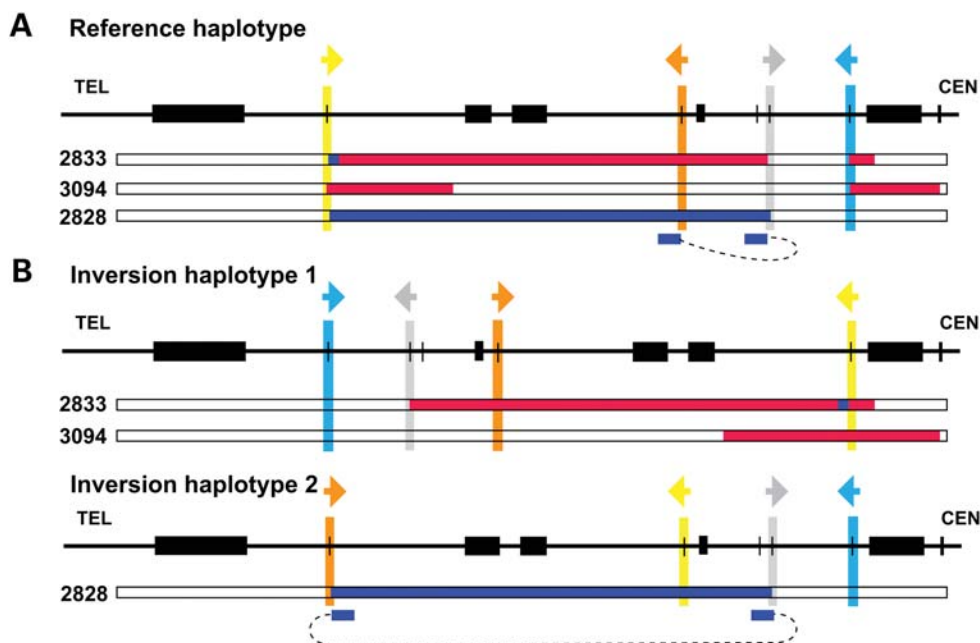 A Reference haplotype
TEL CEN
2833
3094
2828
B Inversion haplotype 1
TEL CEN
2833
3094
Inversion haplotype 2
TEL CEN
2828